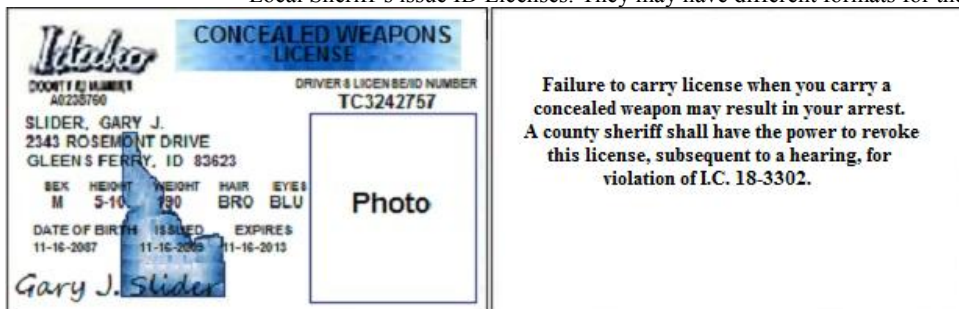 Local Sheriff's issue ID Licenses. They may have different formats for the
Idaho
CONCEALED WEAPONS
LICENSE
COUNTY ID NUMBER
A0238760
DRIVER'S LICENSE/ID NUMBER
TC3242757
SLIDER, GARY J.
2343 ROSEMONT DRIVE
GLEENS FERRY, ID 83623
SEX HEIGHT WEIGHT HAIR EYES
M 5-10 190 BRO BLU
DATE OF BIRTH ISSUED EXPIRES
11-16-2087 11-16-2009 11-16-2013
Gary J. Slider
Photo
Failure to carry license when you carry a
concealed weapon may result in your arrest.
A county sheriff shall have the power to revoke
this license, subsequent to a hearing, for
violation of I.C. 18-3302.